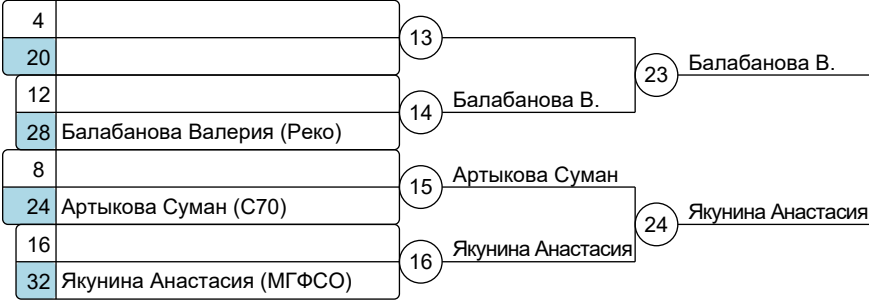 4
20
13
12
28 Балабанова Валерия (Реко)
14
Балабанова В.
23
Балабанова В.
8
24 Артыкова Суман (С70)
15
Артыкова Суман
16
32 Якунина Анастасия (МГФСО)
16
Якунина Анастасия
24
Якунина Анастасия